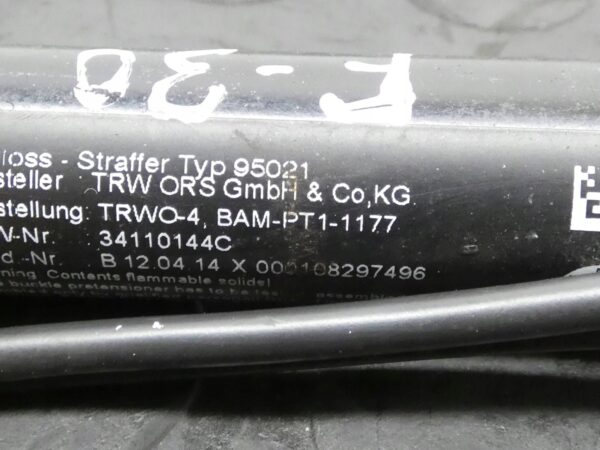 F-30
loss - Straffer Typ 95021
steller : TRW ORS GmbH & Co,KG
stellung: TRWO-4, BAM-PT1-1177
V-Nr. : 34110144C
d.-Nr. : B 12.04.14 X 000108297496
ning. Contents flammable solids!
buckle pretensioner has to be